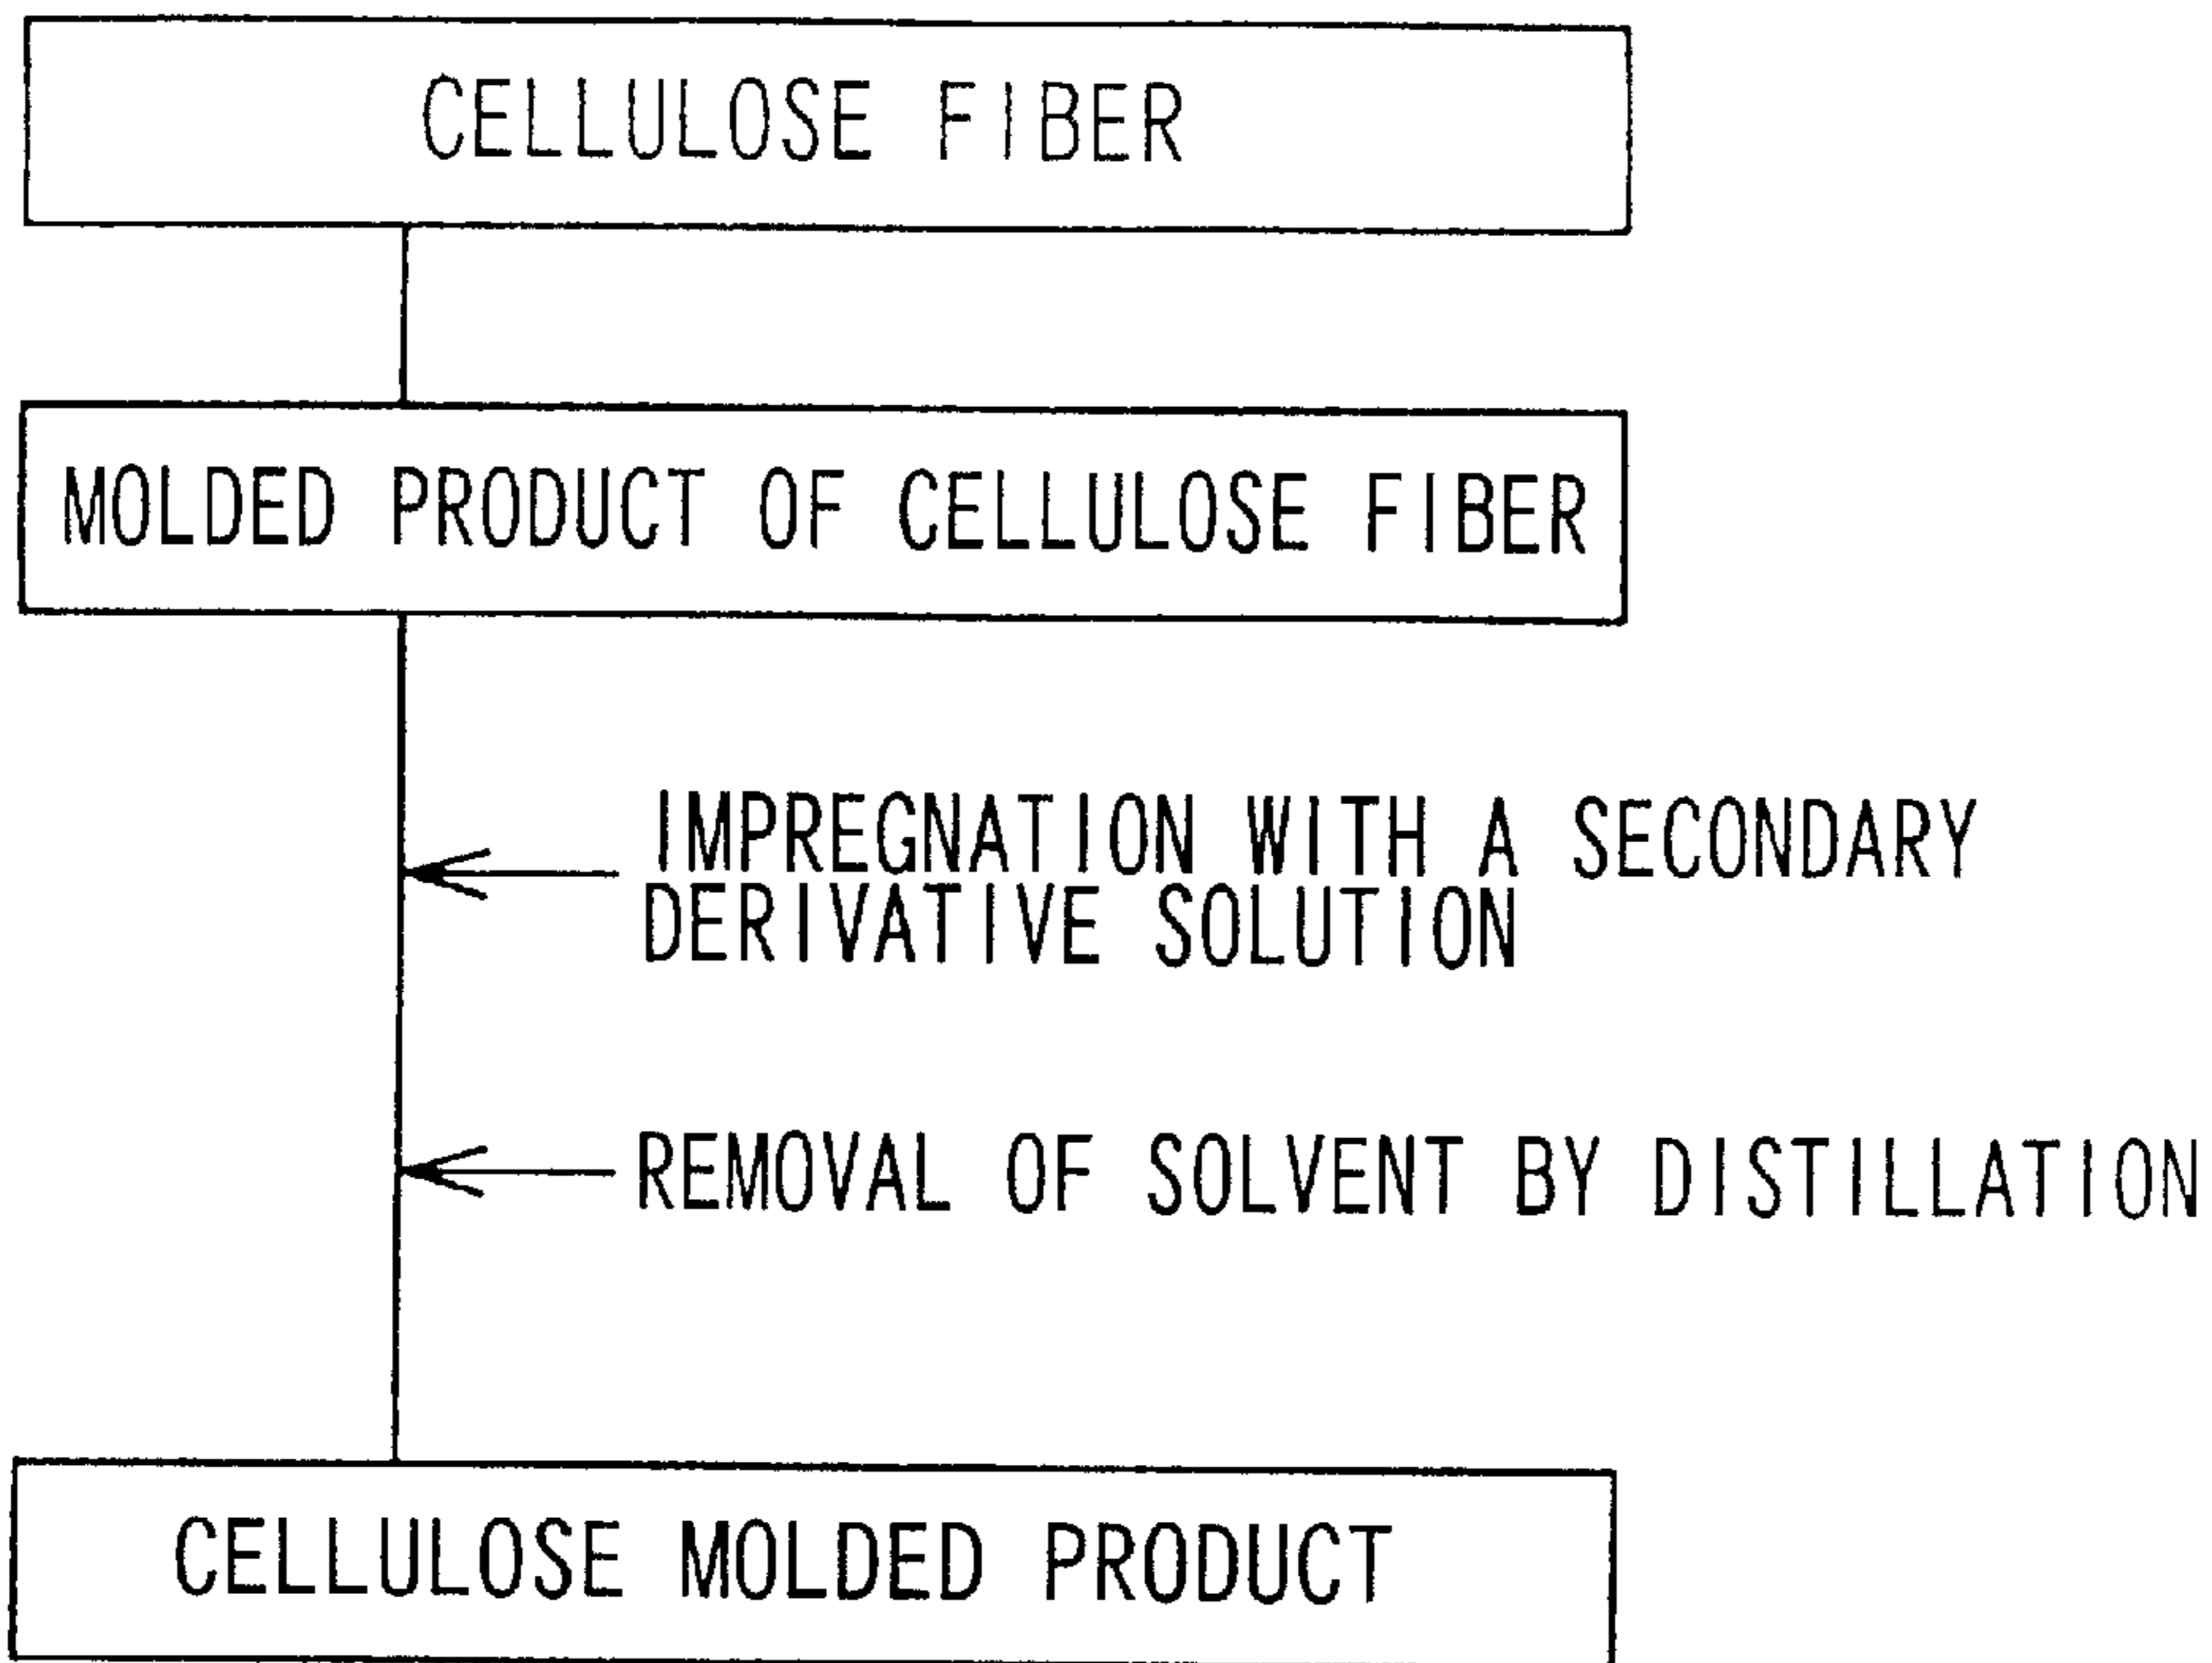 CELLULOSE FIBER
MOLDED PRODUCT OF CELLULOSE FIBER
IMPREGNATION WITH A SECONDARY
DERIVATIVE SOLUTION
REMOVAL OF SOLVENT BY DISTILLATION
CELLULOSE MOLDED PRODUCT